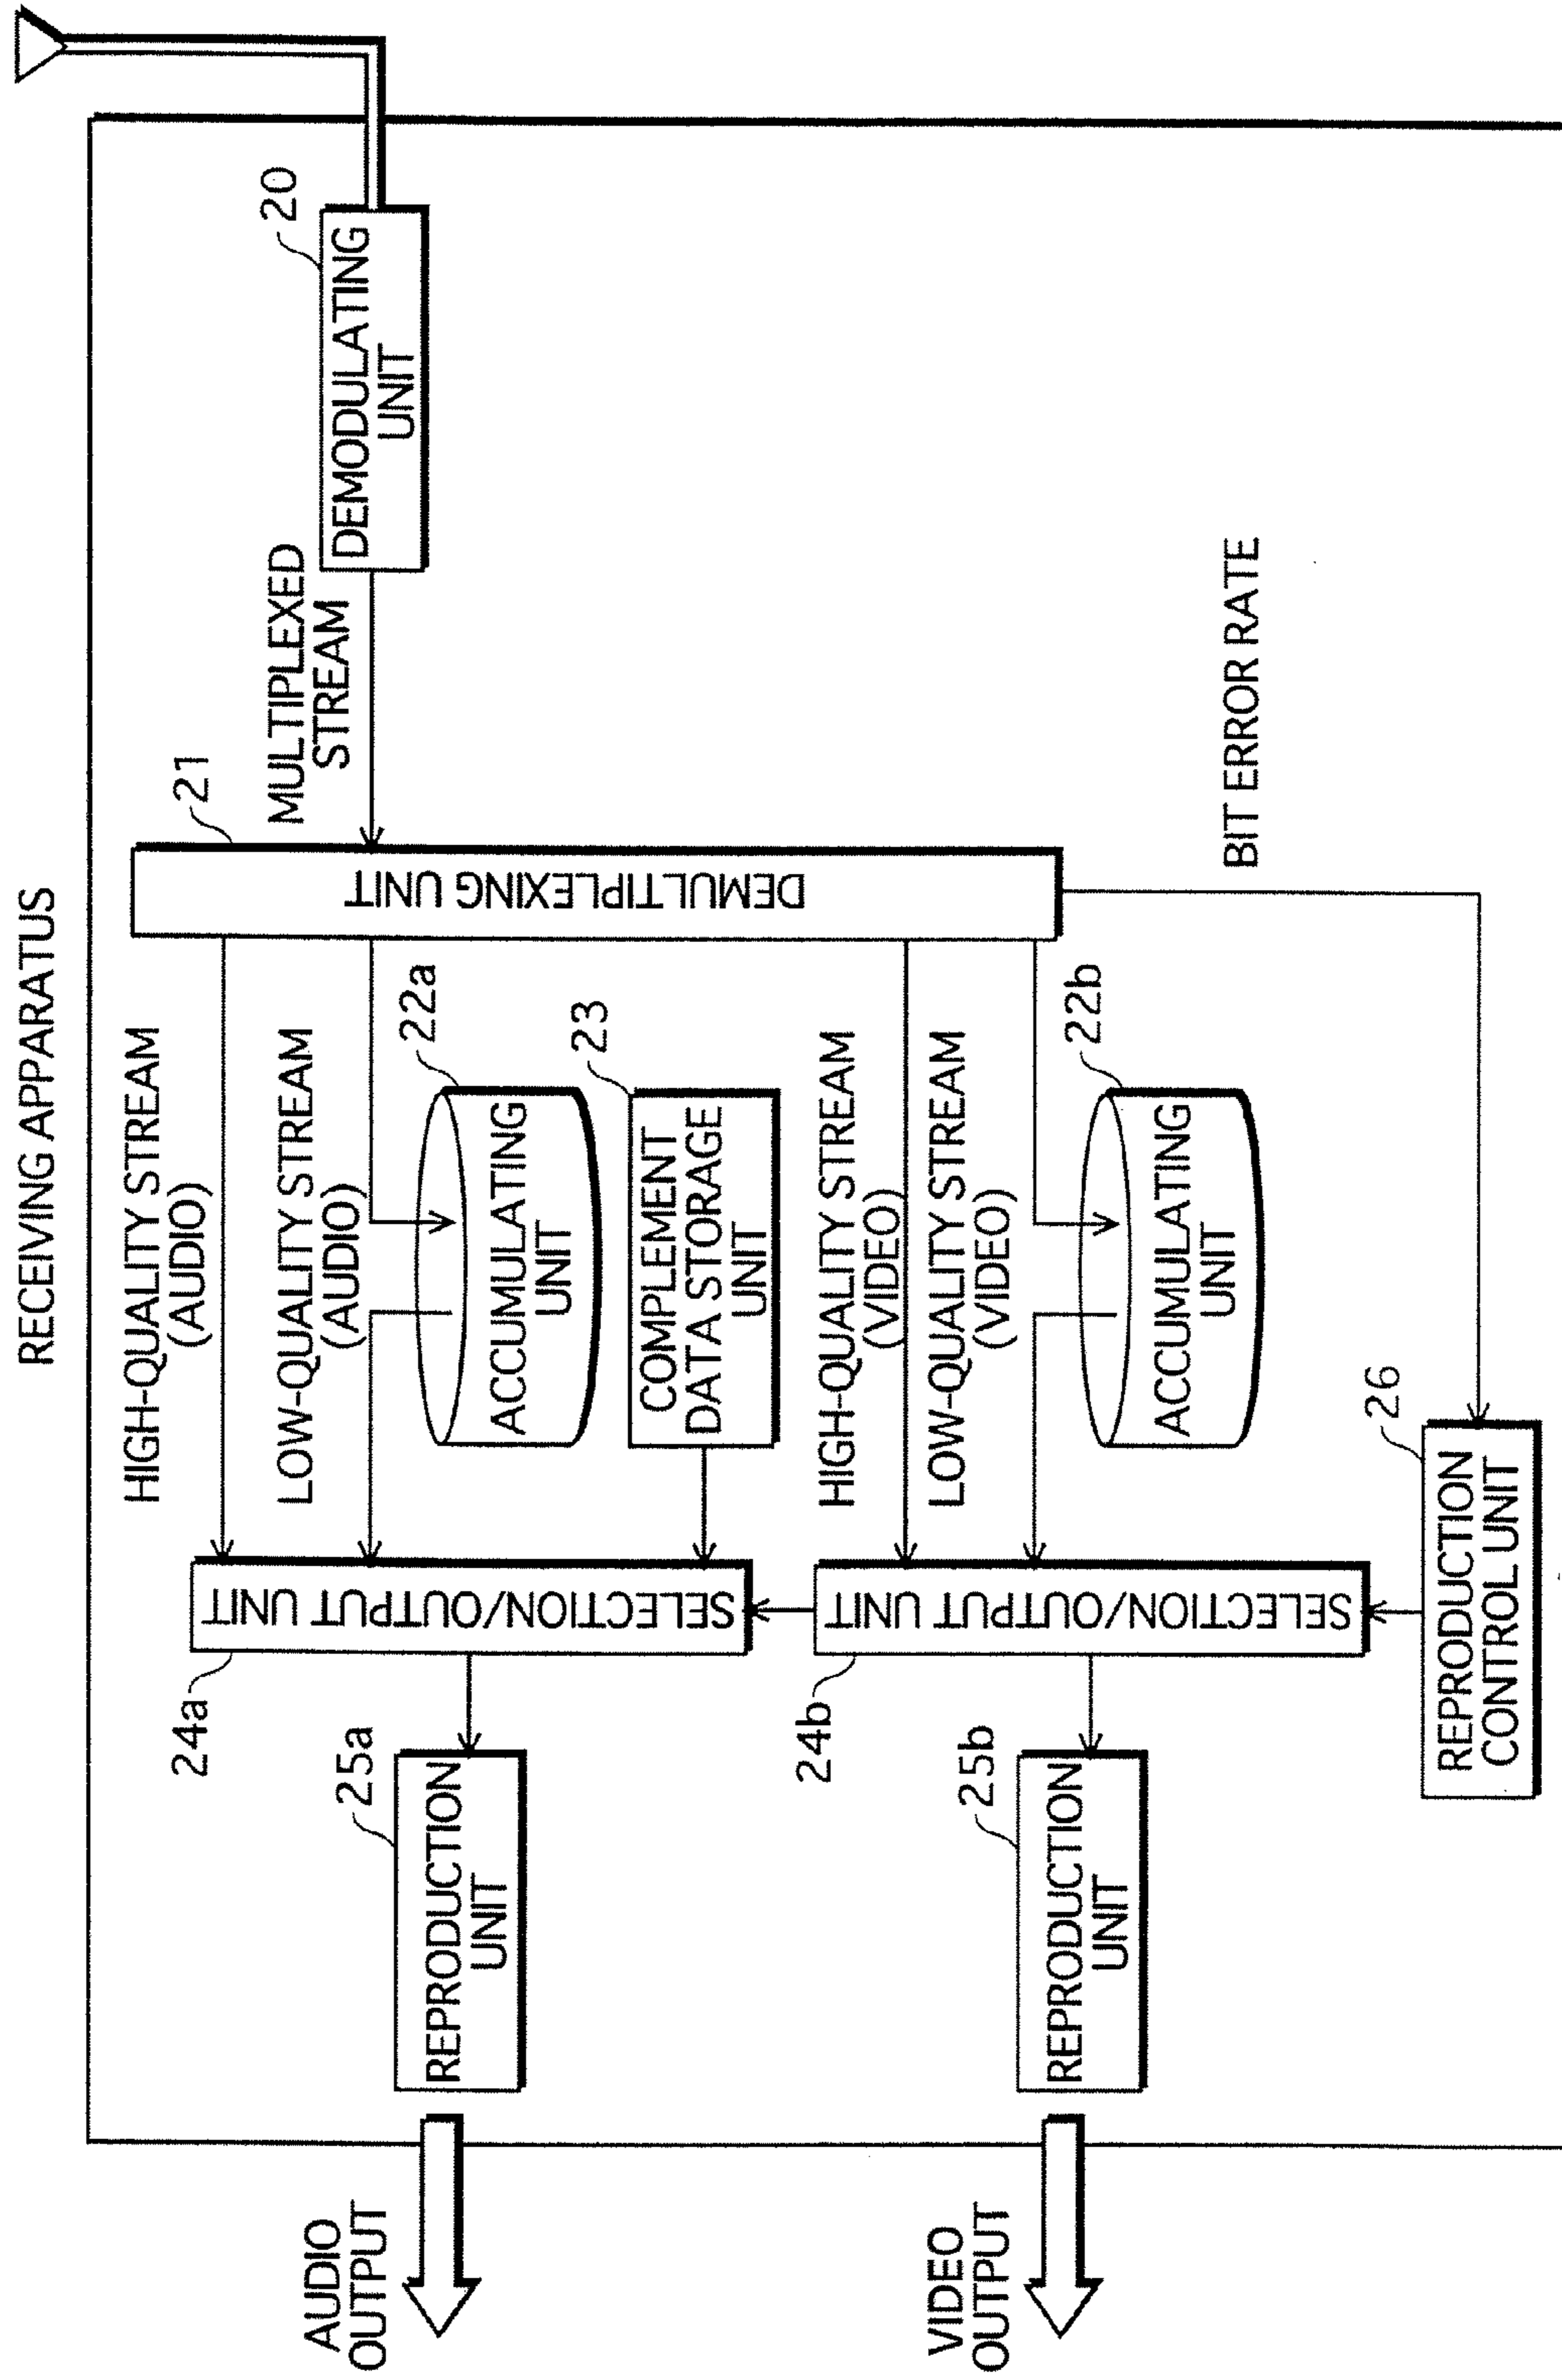 RECEIVING APPARATUS
20
DEMODULATING
UNIT
MULTIPLEXED
STREAM
21
DEMULTIPLEXING UNIT
BIT ERROR RATE
HIGH-QUALITY STREAM
(AUDIO)
LOW-QUALITY STREAM
(AUDIO)
22a
ACCUMULATING
UNIT
23
COMPLEMENT
DATA STORAGE
UNIT
HIGH-QUALITY STREAM
(VIDEO)
LOW-QUALITY STREAM
(VIDEO)
22b
ACCUMULATING
UNIT
24a
SELECTION/OUTPUT UNIT
24b
SELECTION/OUTPUT UNIT
26
REPRODUCTION
CONTROL UNIT
25a
REPRODUCTION
UNIT
25b
REPRODUCTION
UNIT
AUDIO
OUTPUT
VIDEO
OUTPUT